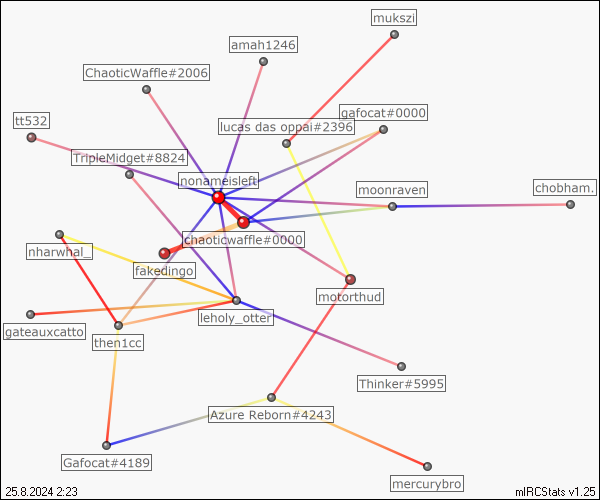 mukszi
amah1246
ChaoticWaffle#2006
gafocat#0000
tt532
lucas das oppai#2396
TripleMidget#8824
nonameisleft
moonraven
chobham.
chaoticwaffle#0000
nharwhal_
fakedingo
motorthud
leholy_otter
gateauxcatto
then1cc
Thinker#5995
Azure Reborn#4243
Gafocat#4189
mercurybro
25.8.2024 2:23
mIRCStats v1.25